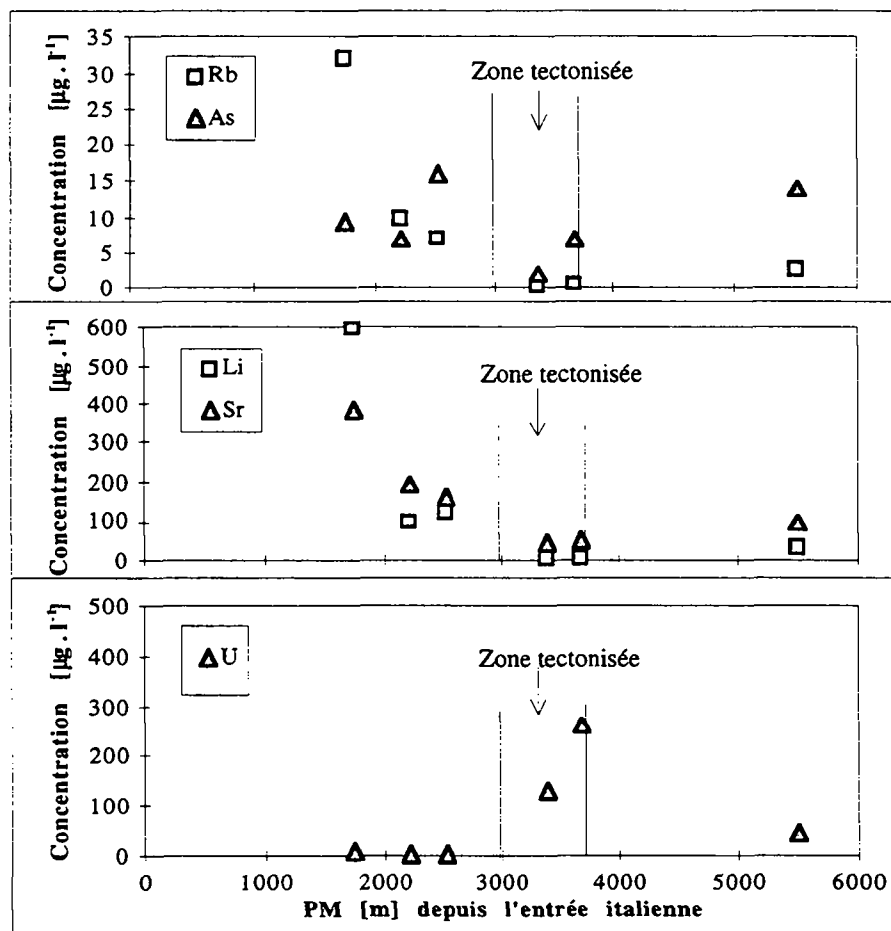 Concentration [µg.l⁻¹]
35
30
25
20
15
10
5
0
Rb
As
Zone tectonisée
Concentration [µg.l⁻¹]
600
500
400
300
200
100
0
Li
Sr
Zone tectonisée
Concentration [µg.l⁻¹]
500
400
300
200
100
0
U
Zone tectonisée
0 1000 2000 3000 4000 5000 6000
PM [m] depuis l'entrée italienne